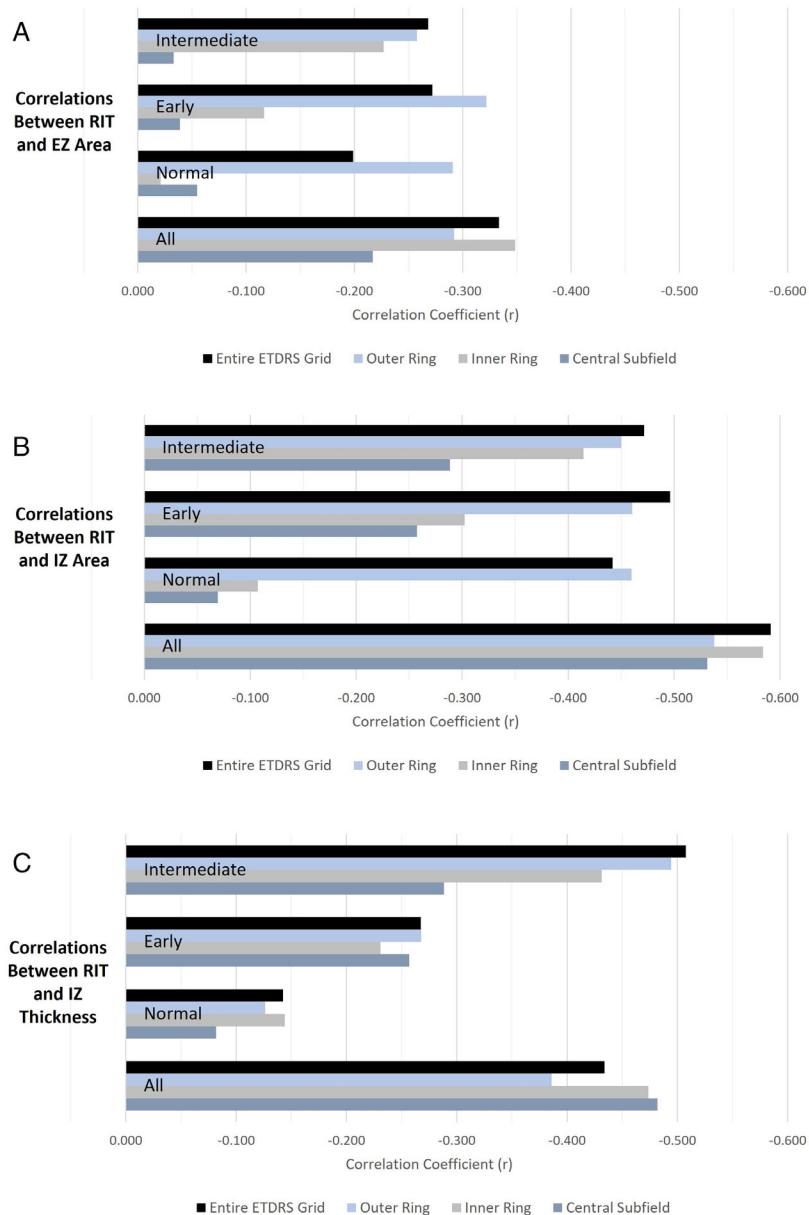 A
Correlations
Between RIT
and EZ Area
Intermediate
Early
Normal
All
0.000 -0.100 -0.200 -0.300 -0.400 -0.500 -0.600
Correlation Coefficient (r)
Entire ETDRS Grid Outer Ring Inner Ring Central Subfield
B
Correlations
Between RIT
and IZ Area
Intermediate
Early
Normal
All
0.000 -0.100 -0.200 -0.300 -0.400 -0.500 -0.600
Correlation Coefficient (r)
Entire ETDRS Grid Outer Ring Inner Ring Central Subfield
C
Correlations
Between RIT
and IZ
Thickness
Intermediate
Early
Normal
All
0.000 -0.100 -0.200 -0.300 -0.400 -0.500 -0.600
Correlation Coefficient (r)
Entire ETDRS Grid Outer Ring Inner Ring Central Subfield